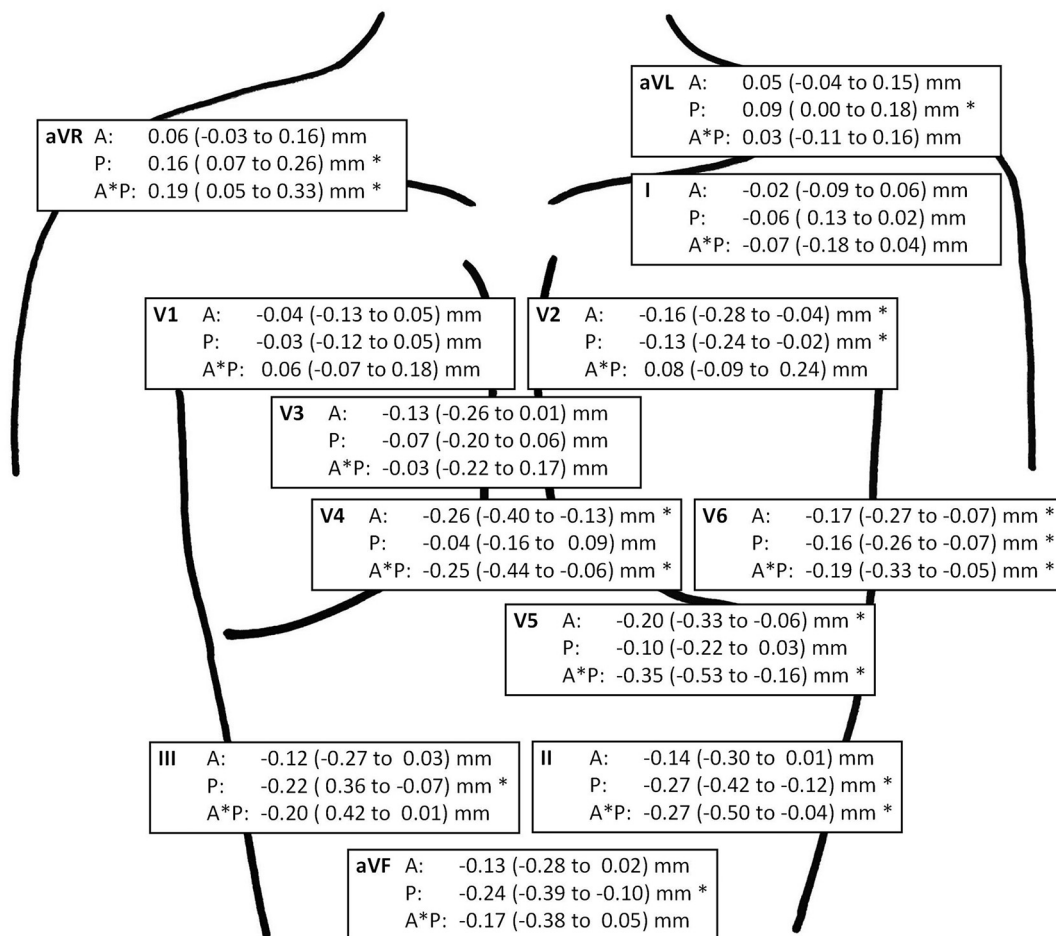 aVR A: 0.06 (-0.03 to 0.16) mm
P: 0.16 ( 0.07 to 0.26) mm *
A*P: 0.19 ( 0.05 to 0.33) mm *
aVL A: 0.05 (-0.04 to 0.15) mm
P: 0.09 ( 0.00 to 0.18) mm *
A*P: 0.03 (-0.11 to 0.16) mm
I A: -0.02 (-0.09 to 0.06) mm
P: -0.06 ( 0.13 to 0.02) mm
A*P: -0.07 (-0.18 to 0.04) mm
V1 A: -0.04 (-0.13 to 0.05) mm
P: -0.03 (-0.12 to 0.05) mm
A*P: 0.06 (-0.07 to 0.18) mm
V2 A: -0.16 (-0.28 to -0.04) mm *
P: -0.13 (-0.24 to -0.02) mm *
A*P: 0.08 (-0.09 to 0.24) mm
V3 A: -0.13 (-0.26 to 0.01) mm
P: -0.07 (-0.20 to 0.06) mm
A*P: -0.03 (-0.22 to 0.17) mm
V4 A: -0.26 (-0.40 to -0.13) mm *
P: -0.04 (-0.16 to 0.09) mm
A*P: -0.25 (-0.44 to -0.06) mm *
V6 A: -0.17 (-0.27 to -0.07) mm *
P: -0.16 (-0.26 to -0.07) mm *
A*P: -0.19 (-0.33 to -0.05) mm *
V5 A: -0.20 (-0.33 to -0.06) mm *
P: -0.10 (-0.22 to 0.03) mm
A*P: -0.35 (-0.53 to -0.16) mm *
III A: -0.12 (-0.27 to 0.03) mm
P: -0.22 ( 0.36 to -0.07) mm *
A*P: -0.20 ( 0.42 to 0.01) mm
II A: -0.14 (-0.30 to 0.01) mm
P: -0.27 (-0.42 to -0.12) mm *
A*P: -0.27 (-0.50 to -0.04) mm *
aVF A: -0.13 (-0.28 to 0.02) mm
P: -0.24 (-0.39 to -0.10) mm *
A*P: -0.17 (-0.38 to 0.05) mm